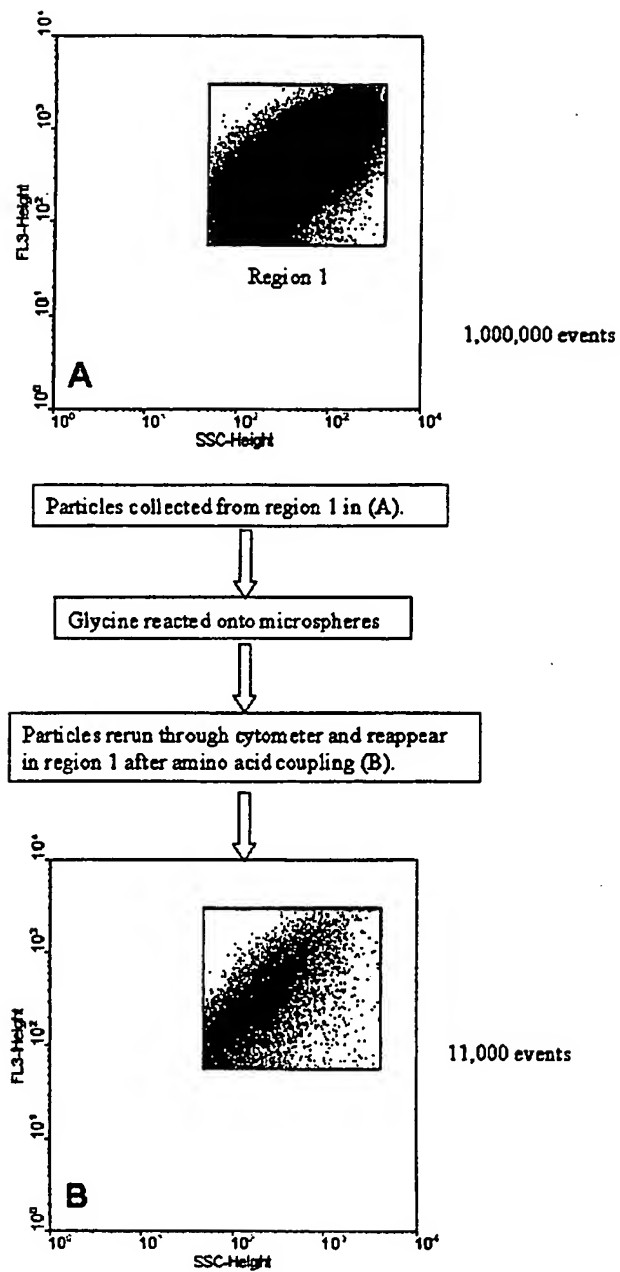 10⁴
10³
10²
10¹
10⁰
FL3-Height
Region 1
A
10⁰ 10¹ 10² 10² 10⁴
SSC-Height
1,000,000 events
Particles collected from region 1 in (A).
Glycine reacted onto microspheres
Particles rerun through cytometer and reappear
in region 1 after amino acid coupling (B).
10⁴
10³
10²
10¹
10⁰
FL3-Height
B
10⁰ 10¹ 10² 10³ 10⁴
SSC-Height
11,000 events